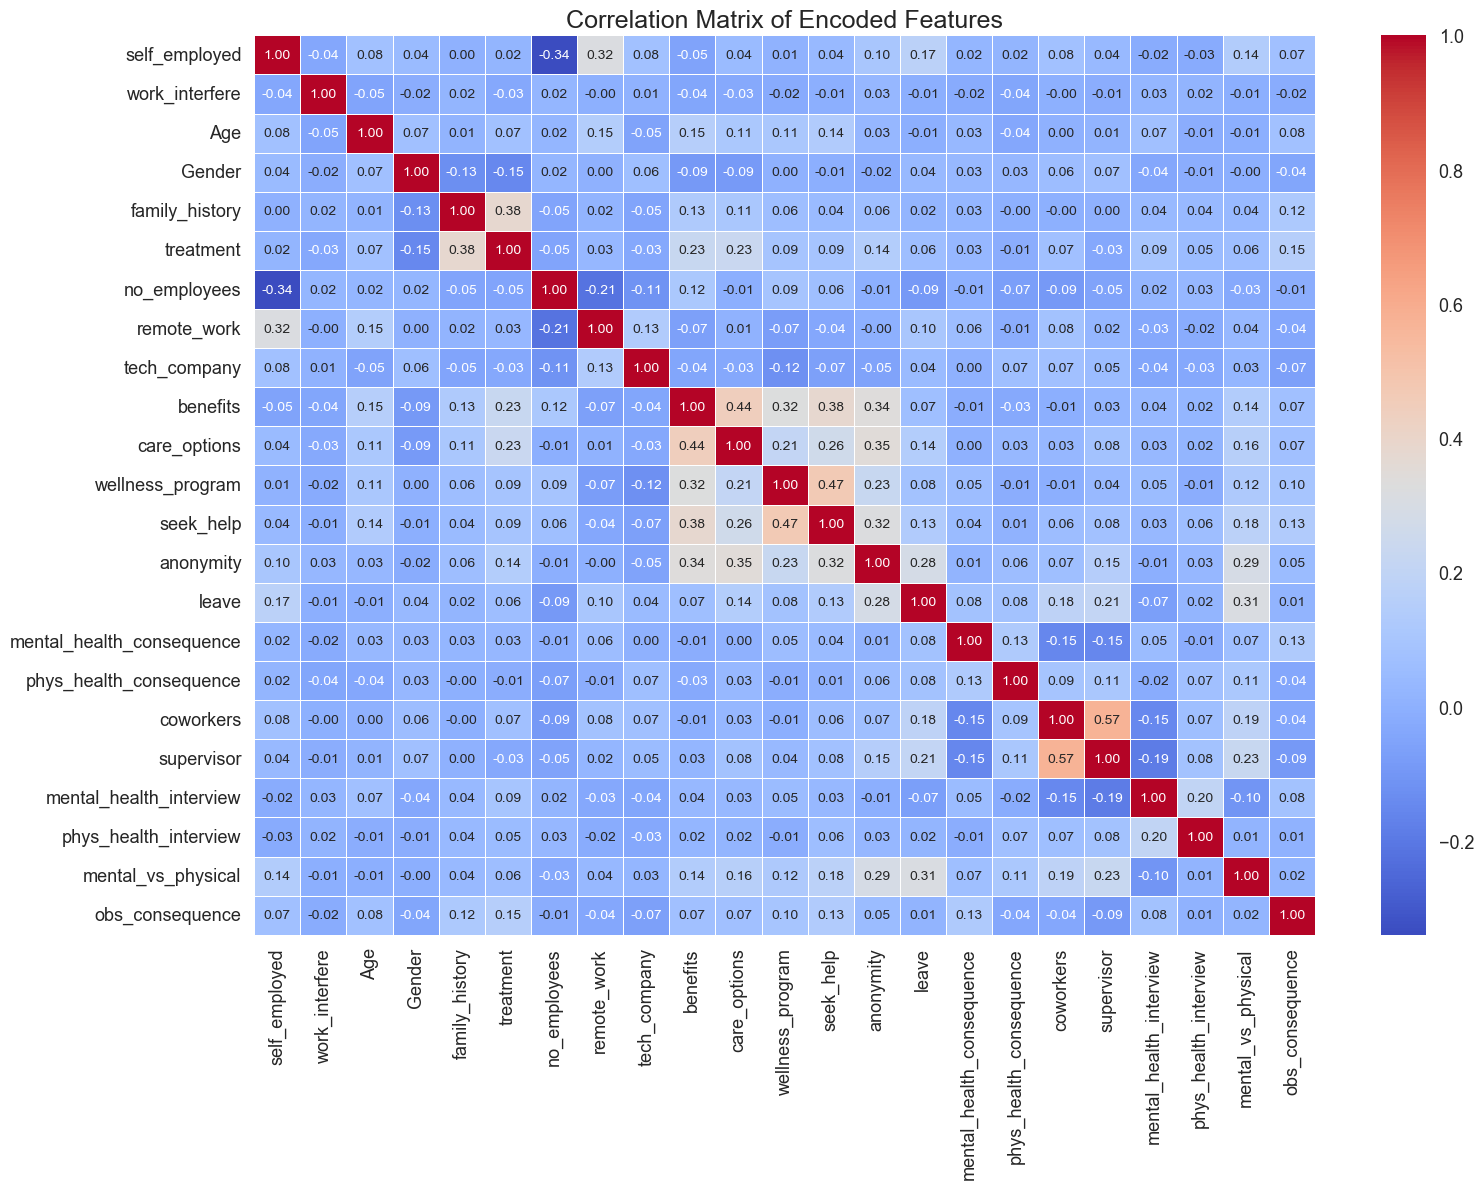 Correlation Matrix of Encoded Features
self_employed 1.00 -0.04 0.08 0.04 0.00 0.02 -0.34 0.32 0.08 -0.05 0.04 0.01 0.04 0.10 0.17 0.02 0.02 0.08 0.04 -0.02 -0.03 0.14 0.07
work_interfere -0.04 1.00 -0.05 -0.02 0.02 -0.03 0.02 -0.00 0.01 -0.04 -0.03 -0.02 -0.01 0.03 -0.01 -0.02 -0.04 -0.00 -0.01 0.03 0.02 -0.01 -0.02
Age 0.08 -0.05 1.00 0.07 0.01 0.07 0.02 0.15 -0.05 0.15 0.11 0.11 0.14 0.03 -0.01 0.03 -0.04 0.00 0.01 0.07 -0.01 -0.01 0.08
Gender 0.04 -0.02 0.07 1.00 -0.13 -0.15 0.02 0.00 0.06 -0.09 -0.09 0.00 -0.01 -0.02 0.04 0.03 0.03 0.06 0.07 -0.04 -0.01 -0.00 -0.04
family_history 0.00 0.02 0.01 -0.13 1.00 0.38 -0.05 0.02 -0.05 0.13 0.11 0.06 0.04 0.06 0.02 0.03 -0.00 -0.00 0.00 0.04 0.04 0.04 0.12
treatment 0.02 -0.03 0.07 -0.15 0.38 1.00 -0.05 0.03 -0.03 0.23 0.23 0.09 0.09 0.14 0.06 0.03 -0.01 0.07 -0.03 0.09 0.05 0.06 0.15
no_employees -0.34 0.02 0.02 0.02 -0.05 -0.05 1.00 -0.21 -0.11 0.12 -0.01 0.09 0.06 -0.01 -0.09 -0.01 -0.07 -0.09 -0.05 0.02 0.03 -0.03 -0.01
remote_work 0.32 -0.00 0.15 0.00 0.02 0.03 -0.21 1.00 0.13 -0.07 0.01 -0.07 -0.04 -0.00 0.10 0.06 -0.01 0.08 0.02 -0.03 -0.02 0.04 -0.04
tech_company 0.08 0.01 -0.05 0.06 -0.05 -0.03 -0.11 0.13 1.00 -0.04 -0.03 -0.12 -0.07 -0.05 0.04 0.00 0.07 0.07 0.05 -0.04 -0.03 0.03 -0.07
benefits -0.05 -0.04 0.15 -0.09 0.13 0.23 0.12 -0.07 -0.04 1.00 0.44 0.32 0.38 0.34 0.07 -0.01 -0.03 -0.01 0.03 0.04 0.02 0.14 0.07
care_options 0.04 -0.03 0.11 -0.09 0.11 0.23 -0.01 0.01 -0.03 0.44 1.00 0.21 0.26 0.35 0.14 0.00 0.03 0.03 0.08 0.03 0.02 0.16 0.07
wellness_program 0.01 -0.02 0.11 0.00 0.06 0.09 0.09 -0.07 -0.12 0.32 0.21 1.00 0.47 0.23 0.08 0.05 -0.01 -0.01 0.04 0.05 -0.01 0.12 0.10
seek_help 0.04 -0.01 0.14 -0.01 0.04 0.09 0.06 -0.04 -0.07 0.38 0.26 0.47 1.00 0.32 0.13 0.04 0.01 0.06 0.08 0.03 0.06 0.18 0.13
anonymity 0.10 0.03 0.03 -0.02 0.06 0.14 -0.01 -0.00 -0.05 0.34 0.35 0.23 0.32 1.00 0.28 0.01 0.06 0.07 0.15 -0.01 0.03 0.29 0.05
leave 0.17 -0.01 -0.01 0.04 0.02 0.06 -0.09 0.10 0.04 0.07 0.14 0.08 0.13 0.28 1.00 0.08 0.08 0.18 0.21 -0.07 0.02 0.31 0.01
mental_health_consequence 0.02 -0.02 0.03 0.03 0.03 0.03 -0.01 0.06 0.00 -0.01 0.00 0.05 0.04 0.01 0.08 1.00 0.13 -0.15 -0.15 0.05 -0.01 0.07 0.13
phys_health_consequence 0.02 -0.04 -0.04 0.03 -0.00 -0.01 -0.07 -0.01 0.07 -0.03 0.03 -0.01 0.01 0.06 0.08 0.13 1.00 0.09 0.11 -0.02 0.07 0.11 -0.04
coworkers 0.08 -0.00 0.00 0.06 -0.00 0.07 -0.09 0.08 0.07 -0.01 0.03 -0.01 0.06 0.07 0.18 -0.15 0.09 1.00 0.57 -0.15 0.07 0.19 -0.04
supervisor 0.04 -0.01 0.01 0.07 0.00 -0.03 -0.05 0.02 0.05 0.03 0.08 0.04 0.08 0.15 0.21 -0.15 0.11 0.57 1.00 -0.19 0.08 0.23 -0.09
mental_health_interview -0.02 0.03 0.07 -0.04 0.04 0.09 0.02 -0.03 -0.04 0.04 0.03 0.05 0.03 -0.01 -0.07 0.05 -0.02 -0.15 -0.19 1.00 0.20 -0.10 0.08
phys_health_interview -0.03 0.02 -0.01 -0.01 0.04 0.05 0.03 -0.02 -0.03 0.02 0.02 -0.01 0.06 0.03 0.02 -0.01 0.07 0.07 0.08 0.20 1.00 0.01 0.01
mental_vs_physical 0.14 -0.01 -0.01 -0.00 0.04 0.06 -0.03 0.04 0.03 0.14 0.16 0.12 0.18 0.29 0.31 0.07 0.11 0.19 0.23 -0.10 0.01 1.00 0.02
obs_consequence 0.07 -0.02 0.08 -0.04 0.12 0.15 -0.01 -0.04 -0.07 0.07 0.07 0.10 0.13 0.05 0.01 0.13 -0.04 -0.04 -0.09 0.08 0.01 0.02 1.00
self_employed
work_interfere
Age
Gender
family_history
treatment
no_employees
remote_work
tech_company
benefits
care_options
wellness_program
seek_help
anonymity
leave
mental_health_consequence
phys_health_consequence
coworkers
supervisor
mental_health_interview
phys_health_interview
mental_vs_physical
obs_consequence
1.0
0.8
0.6
0.4
0.2
0.0
−0.2